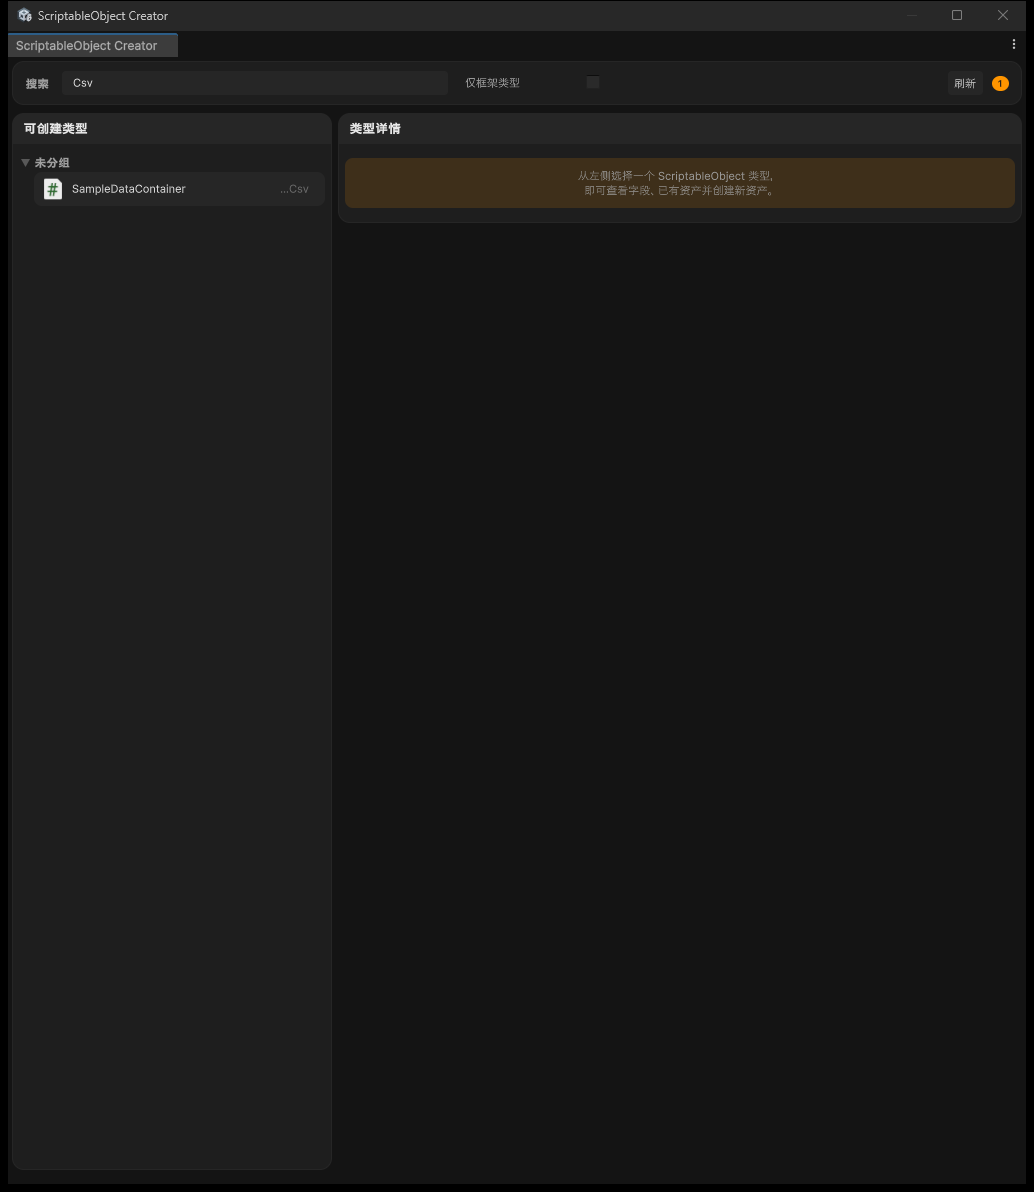 ScriptableObject Creator
ScriptableObject Creator
搜索
Csv
仅框架类型
刷新
1
可创建类型
未分组
SampleDataContainer
...Csv
类型详情
从左侧选择一个 ScriptableObject 类型,
即可查看字段、已有资产并创建新资产。